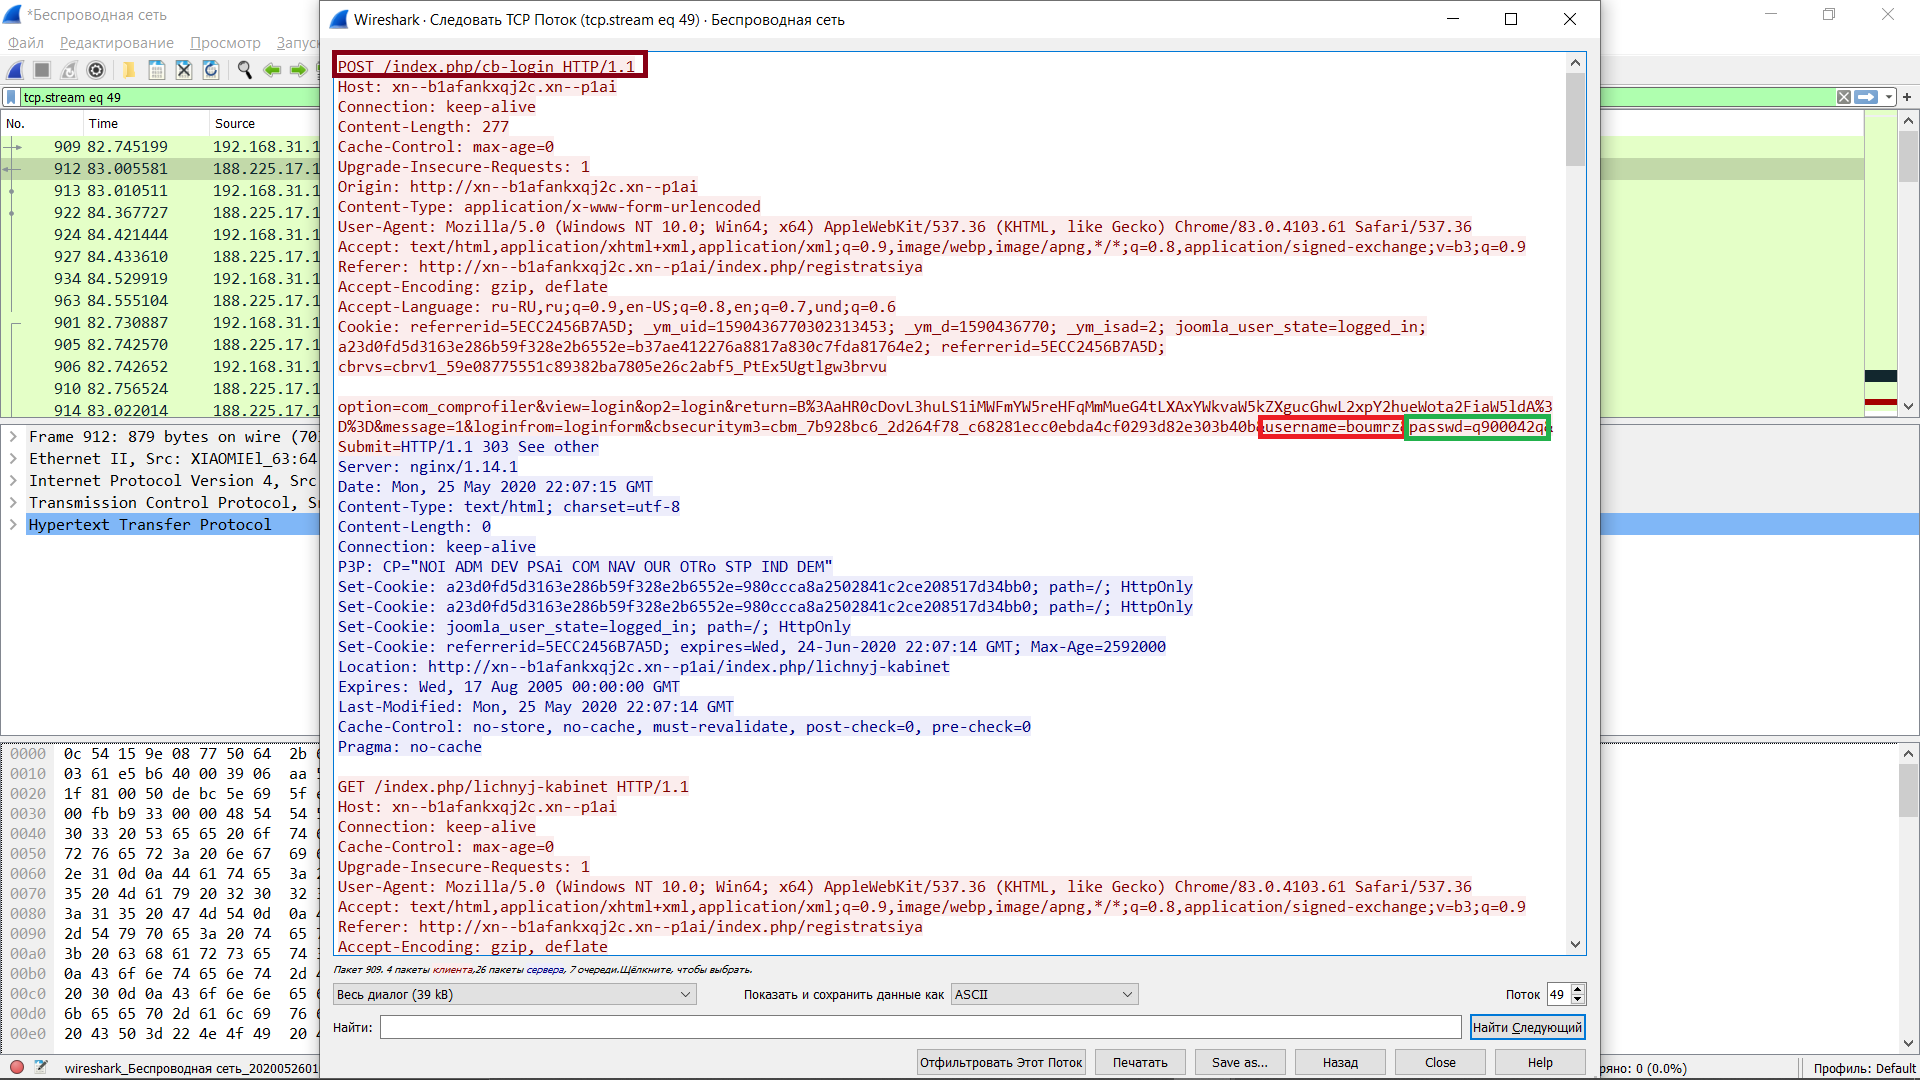 *Беспроводная сеть
Файл Редактирование Просмотр Запуск
tcp.stream eq 49
No. Time Source
909 82.745199 192.168.31.1
912 83.005581 188.225.17.1
913 83.010511 192.168.31.1
922 84.367727 188.225.17.1
924 84.421444 192.168.31.1
927 84.433610 188.225.17.1
934 84.529919 192.168.31.1
963 84.555104 188.225.17.1
901 82.730887 192.168.31.1
905 82.742570 188.225.17.1
906 82.742652 192.168.31.1
910 82.756524 188.225.17.1
914 83.022014 188.225.17.1
Frame 912: 879 bytes on wire (70
Ethernet II, Src: XIAOMIEl_63:64
Internet Protocol Version 4, Src
Transmission Control Protocol, S
Hypertext Transfer Protocol
0000 0c 54 15 9e 08 77 50 64 2b
0010 03 61 e5 b6 40 00 39 06 aa
0020 1f 81 00 50 de bc 5e 69 5f
0030 00 fb b9 33 00 00 48 54 54
0040 30 33 20 53 65 65 20 6f 74
0050 72 76 65 72 3a 20 6e 67 69
0060 2e 31 0d 0a 44 61 74 65 3a
0070 35 20 4d 61 79 20 32 30 32
0080 3a 31 35 20 47 4d 54 0d 0a
0090 2d 54 79 70 65 3a 20 74 65
00a0 3b 20 63 68 61 72 73 65 74
00b0 0a 43 6f 6e 74 65 6e 74 2d
00c0 20 30 0d 0a 43 6f 6e 6e 65
00d0 6b 65 65 70 2d 61 6c 69 76
00e0 20 43 50 3d 22 4e 4f 49 20
wireshark_Беспроводная сеть_2020052601
Wireshark · Следовать TCP Поток (tcp.stream eq 49) · Беспроводная сеть
POST /index.php/cb-login HTTP/1.1
Host: xn--b1afankxqj2c.xn--p1ai
Connection: keep-alive
Content-Length: 277
Cache-Control: max-age=0
Upgrade-Insecure-Requests: 1
Origin: http://xn--b1afankxqj2c.xn--p1ai
Content-Type: application/x-www-form-urlencoded
User-Agent: Mozilla/5.0 (Windows NT 10.0; Win64; x64) AppleWebKit/537.36 (KHTML, like Gecko) Chrome/83.0.4103.61 Safari/537.36
Accept: text/html,application/xhtml+xml,application/xml;q=0.9,image/webp,image/apng,*/*;q=0.8,application/signed-exchange;v=b3;q=0.9
Referer: http://xn--b1afankxqj2c.xn--p1ai/index.php/registratsiya
Accept-Encoding: gzip, deflate
Accept-Language: ru-RU,ru;q=0.9,en-US;q=0.8,en;q=0.7,und;q=0.6
Cookie: referrerid=5ECC2456B7A5D; _ym_uid=1590436770302313453; _ym_d=1590436770; _ym_isad=2; joomla_user_state=logged_in;
a23d0fd5d3163e286b59f328e2b6552e=b37ae412276a8817a830c7fda81764e2; referrerid=5ECC2456B7A5D;
cbrvs=cbrv1_59e08775551c89382ba7805e26c2abf5_PtEx5Ugtlgw3brvu
option=com_comprofiler&view=login&op2=login&return=B%3AaHR0cDovL3huLS1iMWFmYW5reHFqMmMueG4tLXAxYWkvaW5kZXgucGhwL2xpY2hueWota2FiaW5ldA%3
D%3D&message=1&loginfrom=loginform&cbsecuritym3=cbm_7b928bc6_2d264f78_c68281ecc0ebda4cf0293d82e303b40b&username=boumrz&passwd=q900042q&
Submit=HTTP/1.1 303 See other
Server: nginx/1.14.1
Date: Mon, 25 May 2020 22:07:15 GMT
Content-Type: text/html; charset=utf-8
Content-Length: 0
Connection: keep-alive
P3P: CP="NOI ADM DEV PSAi COM NAV OUR OTRo STP IND DEM"
Set-Cookie: a23d0fd5d3163e286b59f328e2b6552e=980ccca8a2502841c2ce208517d34bb0; path=/; HttpOnly
Set-Cookie: a23d0fd5d3163e286b59f328e2b6552e=980ccca8a2502841c2ce208517d34bb0; path=/; HttpOnly
Set-Cookie: joomla_user_state=logged_in; path=/; HttpOnly
Set-Cookie: referrerid=5ECC2456B7A5D; expires=Wed, 24-Jun-2020 22:07:14 GMT; Max-Age=2592000
Location: http://xn--b1afankxqj2c.xn--p1ai/index.php/lichnyj-kabinet
Expires: Wed, 17 Aug 2005 00:00:00 GMT
Last-Modified: Mon, 25 May 2020 22:07:14 GMT
Cache-Control: no-store, no-cache, must-revalidate, post-check=0, pre-check=0
Pragma: no-cache
GET /index.php/lichnyj-kabinet HTTP/1.1
Host: xn--b1afankxqj2c.xn--p1ai
Connection: keep-alive
Cache-Control: max-age=0
Upgrade-Insecure-Requests: 1
User-Agent: Mozilla/5.0 (Windows NT 10.0; Win64; x64) AppleWebKit/537.36 (KHTML, like Gecko) Chrome/83.0.4103.61 Safari/537.36
Accept: text/html,application/xhtml+xml,application/xml;q=0.9,image/webp,image/apng,*/*;q=0.8,application/signed-exchange;v=b3;q=0.9
Referer: http://xn--b1afankxqj2c.xn--p1ai/index.php/registratsiya
Accept-Encoding: gzip, deflate
Пакет 909. 4 пакеты клиента,26 пакеты сервера, 7 очереди.Щёлкните, чтобы выбрать.
Весь диалог (39 kB) Показать и сохранить данные как ASCII Поток 49
Найти: Найти Следующий
Отфильтровать Этот Поток Печатать Save as... Назад Close Help
ряно: 0 (0.0%) Профиль: Default